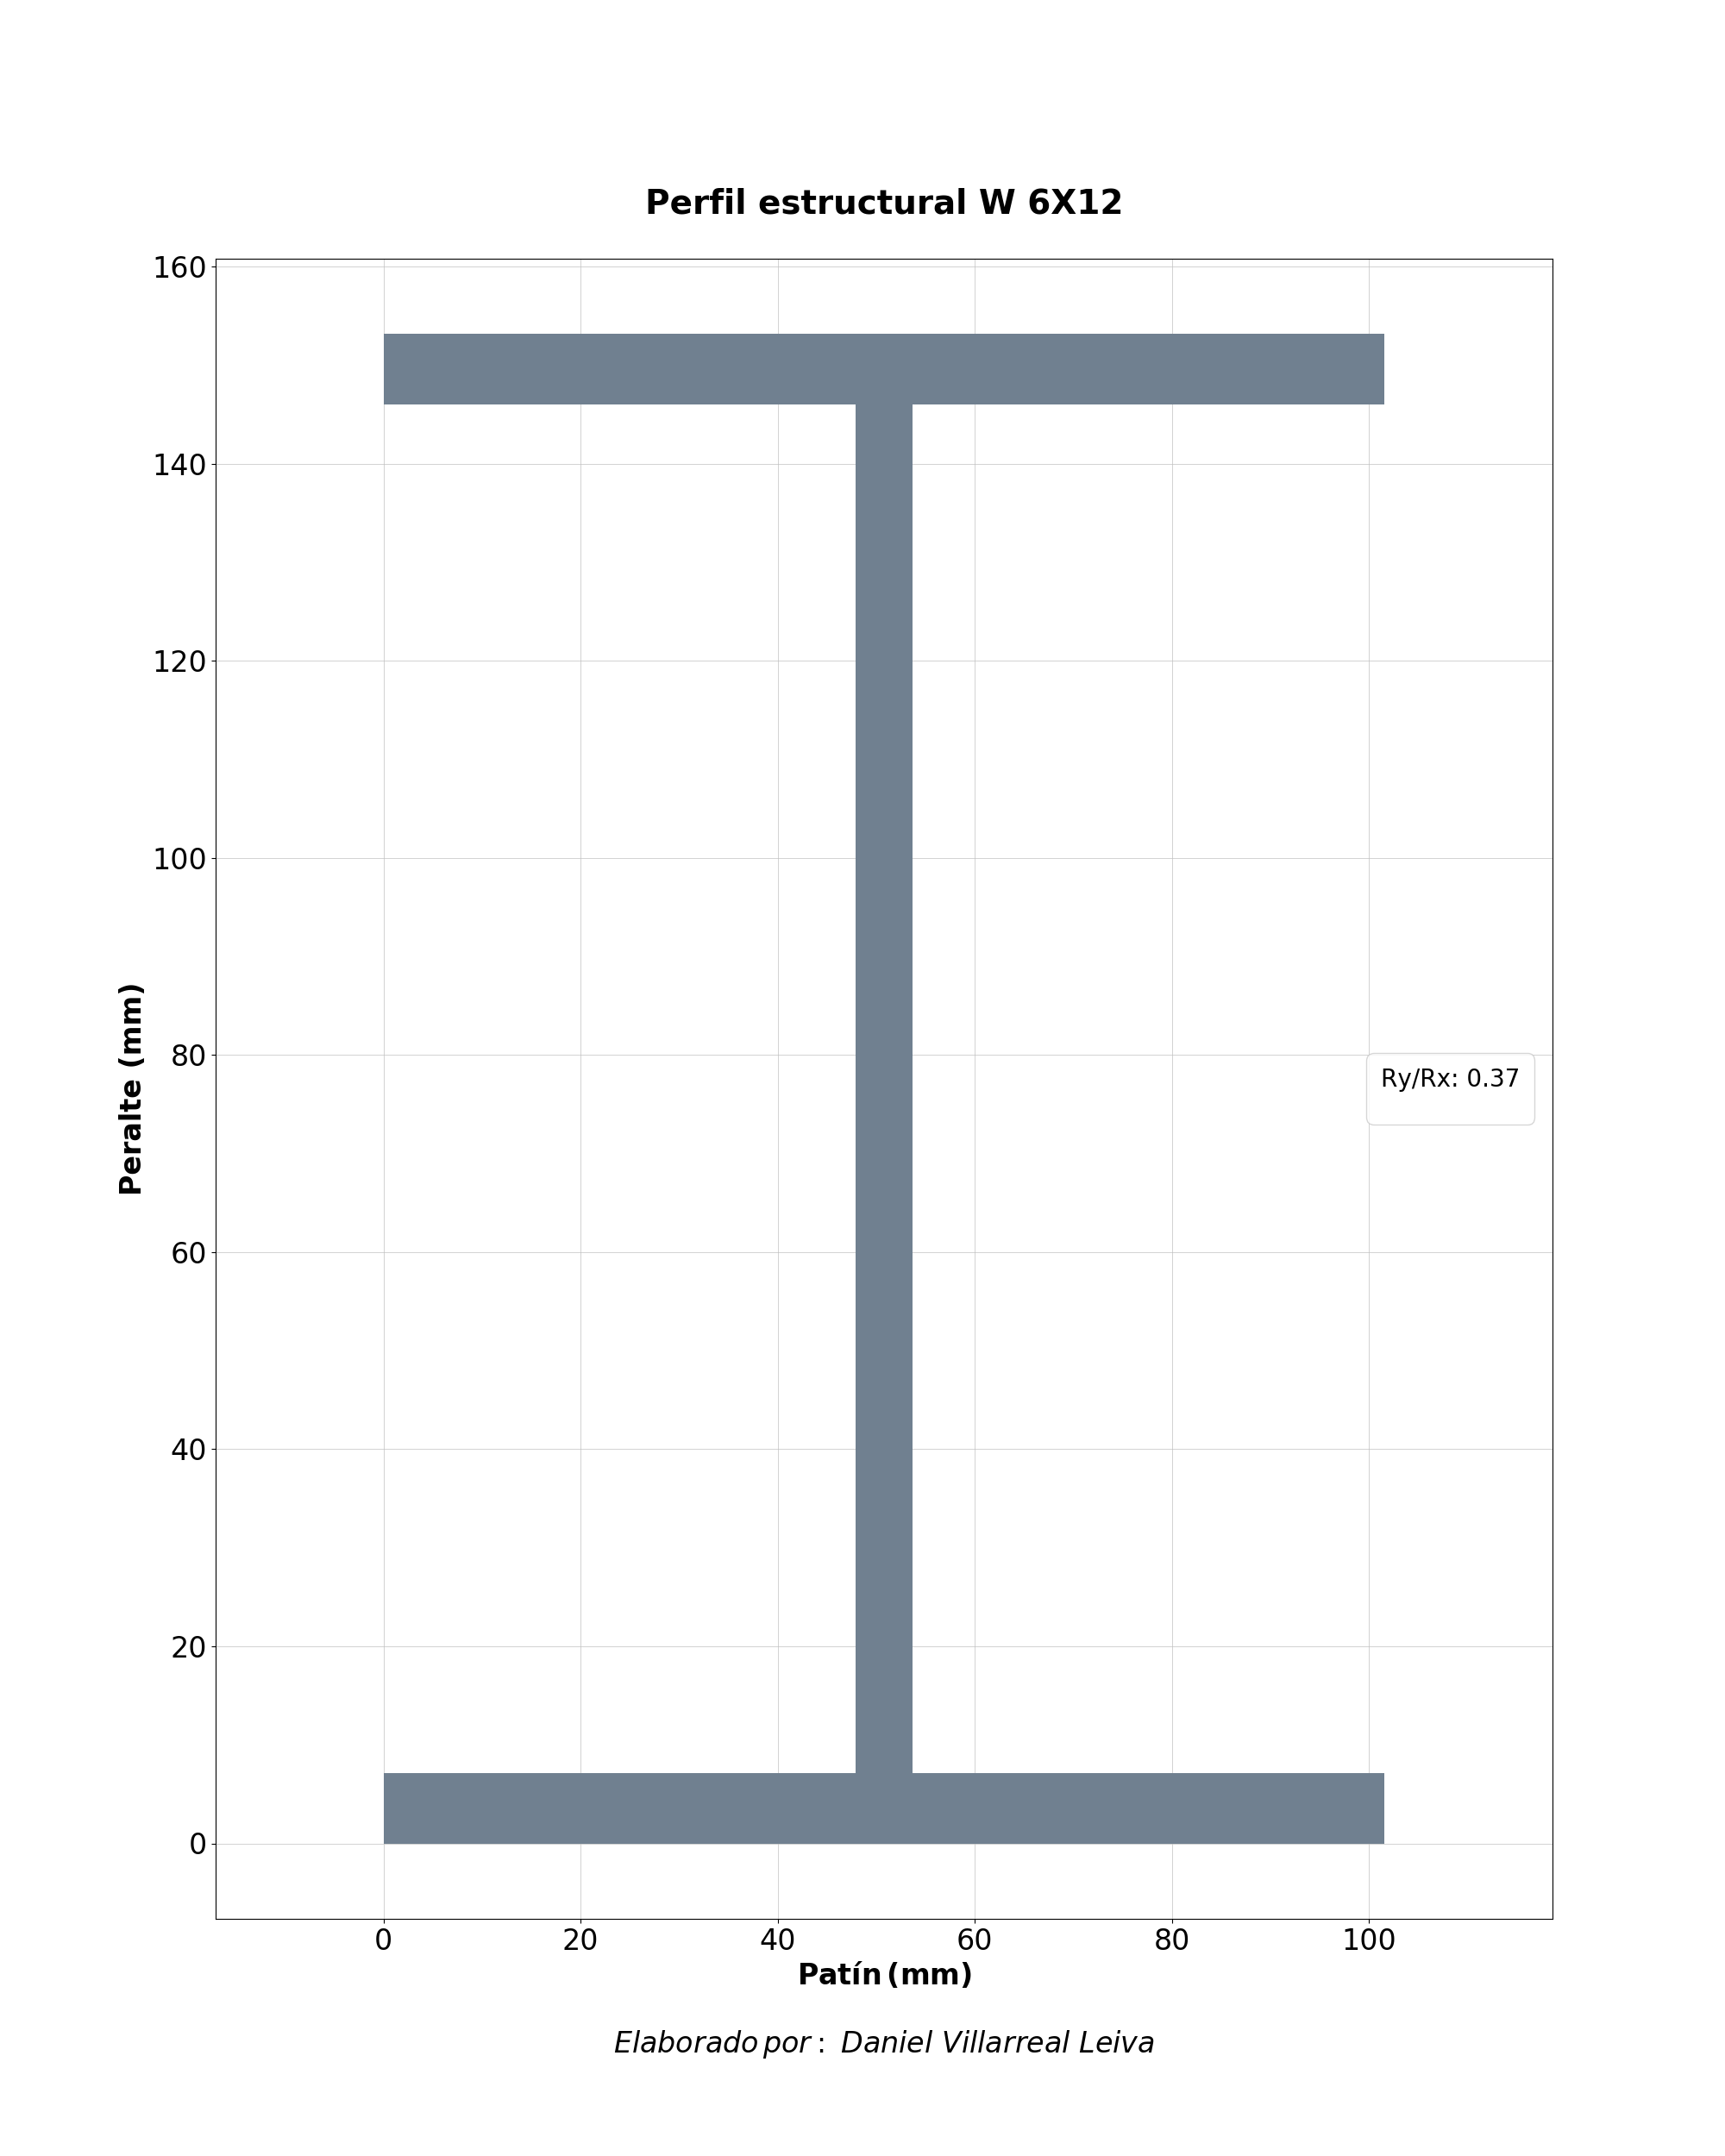 Perfil estructural W 6X12
160
140
120
100
80
60
40
20
0
Peralte (mm)
Ry/Rx: 0.37
0 20 40 60 80 100
Patín (mm)
Elaborado por: Daniel Villarreal Leiva